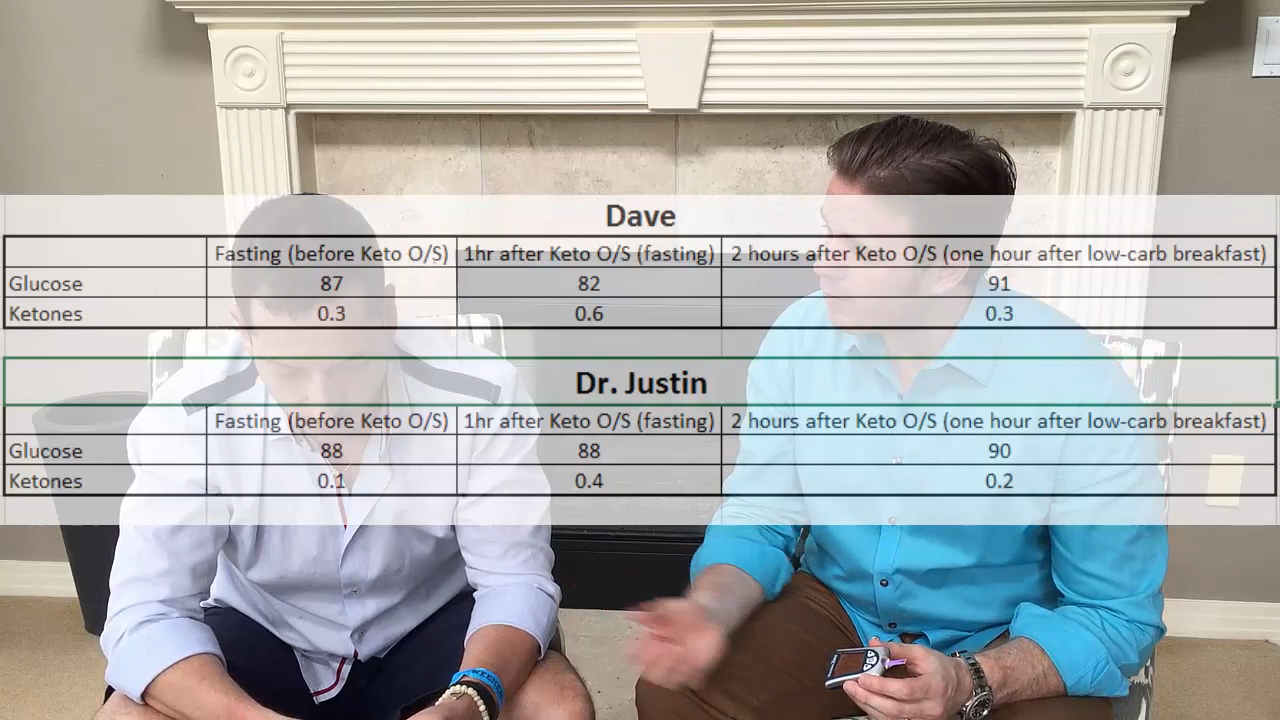 Dave
Fasting (before Keto O/S) 1hr after Keto O/S (fasting) 2 hours after Keto O/S (one hour after low-carb breakfast)
Glucose 87 82 91
Ketones 0.3 0.6 0.3
Dr. Justin
Fasting (before Keto O/S) 1hr after Keto O/S (fasting) 2 hours after Keto O/S (one hour after low-carb breakfast)
Glucose 88 88 90
Ketones 0.1 0.4 0.2